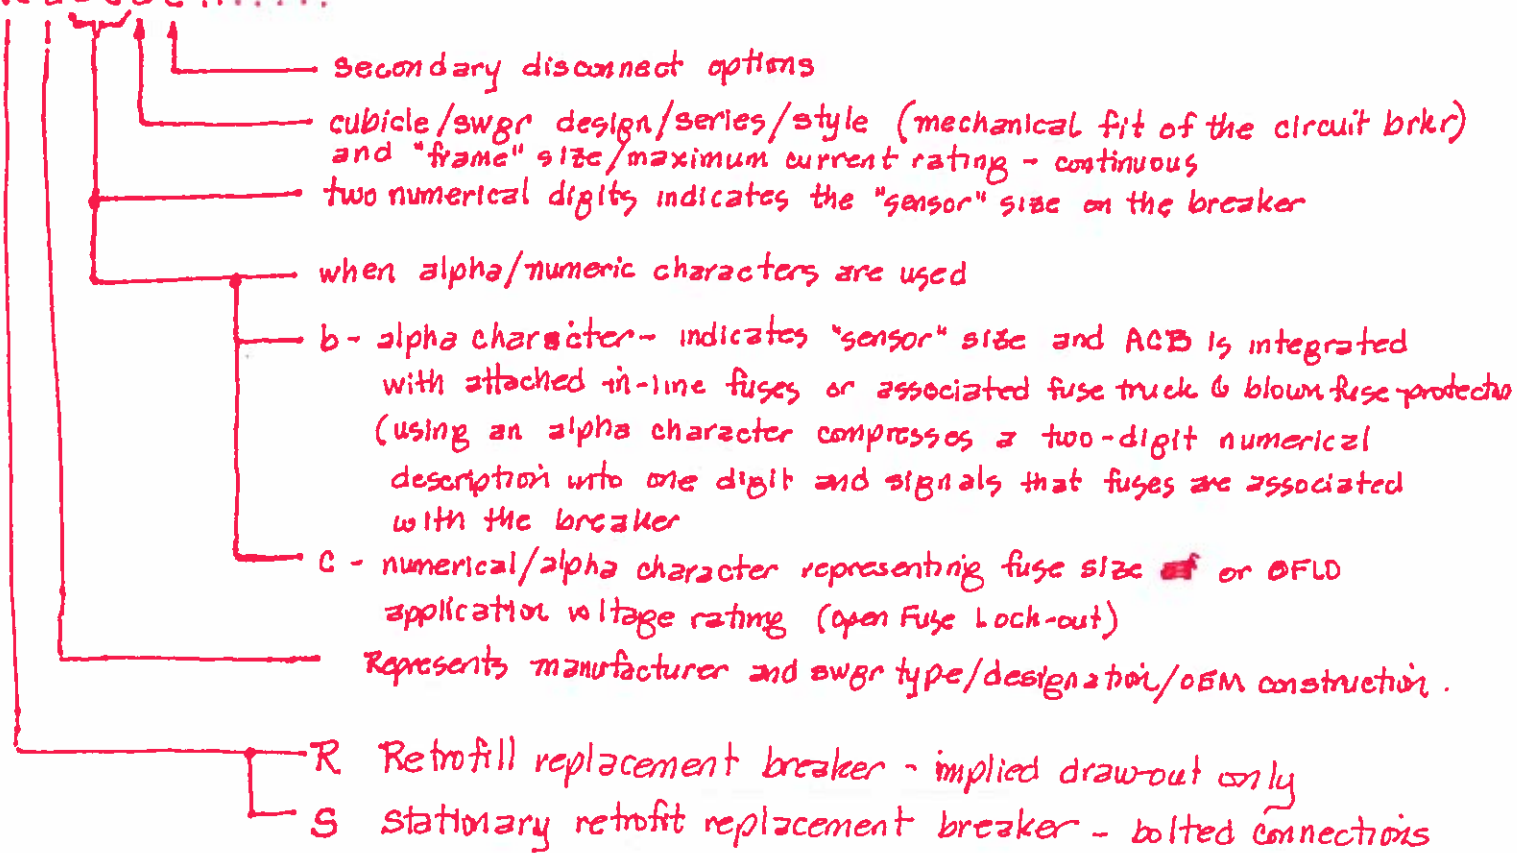 secondary disconnect options
cubicle/swgr design/series/style (mechanical fit of the circuit brkr)
and "frame" size/maximum current rating - continuous
two numerical digits indicates the "sensor" size on the breaker
when alpha/numeric characters are used
b - alpha character - indicates "sensor" size and ACB is integrated
with attached in-line fuses or associated fuse truck & blown fuse protectio
(using an alpha character compresses a two-digit numerical
description into one digit and signals that fuses are associated
with the breaker
C - numerical/alpha character representing fuse size or OFLO
application voltage rating (Open Fuse Lock-out)
Represents manufacturer and swgr type/designation/OEM construction.
R Retrofill replacement breaker - implied draw-out only
S Stationary retrofit replacement breaker - bolted connections